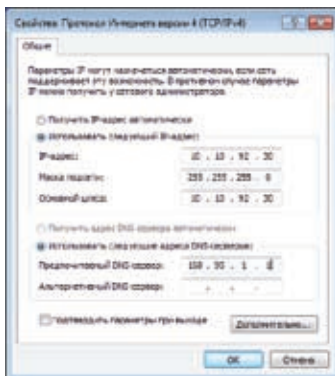 Свойства: Протокол Интернета версии 4 (TCP/IPv4)
Общие
Параметры IP могут назначаться автоматически, если сеть
поддерживает эту возможность. В противном случае параметры
IP можно получить у сетевого администратора.
Получить IP-адрес автоматически
Использовать следующий IP-адрес:
IP-адрес: 10 . 10 . 92 . 30
Маска подсети: 255 . 255 . 255 . 0
Основной шлюз: 10 . 10 . 92 . 30
Получить адрес DNS-сервера автоматически
Использовать следующие адреса DNS-серверов:
Предпочитаемый DNS-сервер:
Альтернативный DNS-сервер: . . .
Подтвердить параметры при выходе
Дополнительно...
OK
Отмена